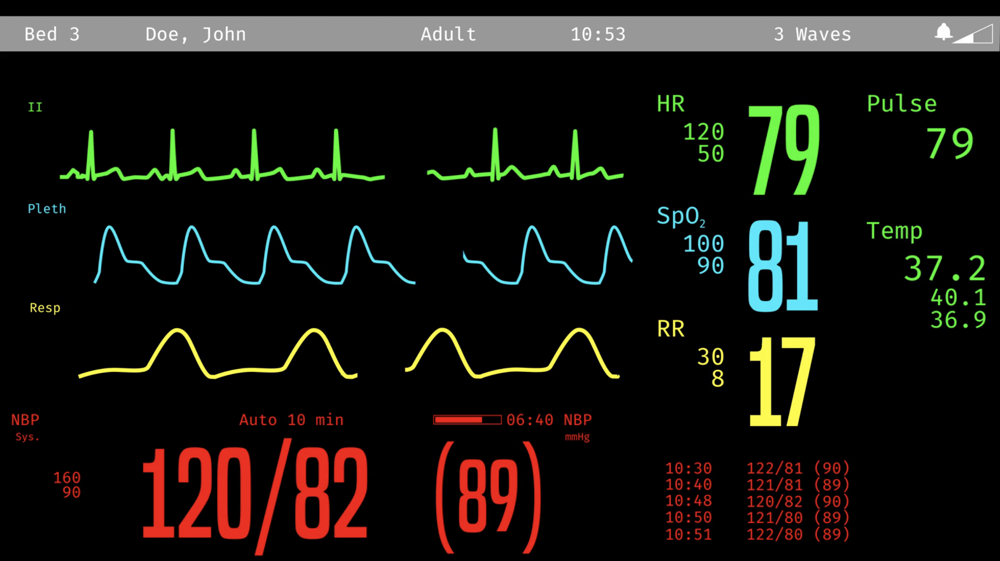 Bed 3 Doe, John Adult 10:53 3 Waves
II
HR
120
50
79
Pulse
79
Pleth
SpO2
100
90
81
Temp
37.2
40.1
36.9
Resp
RR
30
8
17
NBP
Sys.
Auto 10 min
06:40 NBP
mmHg
160
90
120/82 (89)
10:30 122/81 (90)
10:40 121/81 (89)
10:48 120/82 (90)
10:50 121/80 (89)
10:51 122/80 (89)